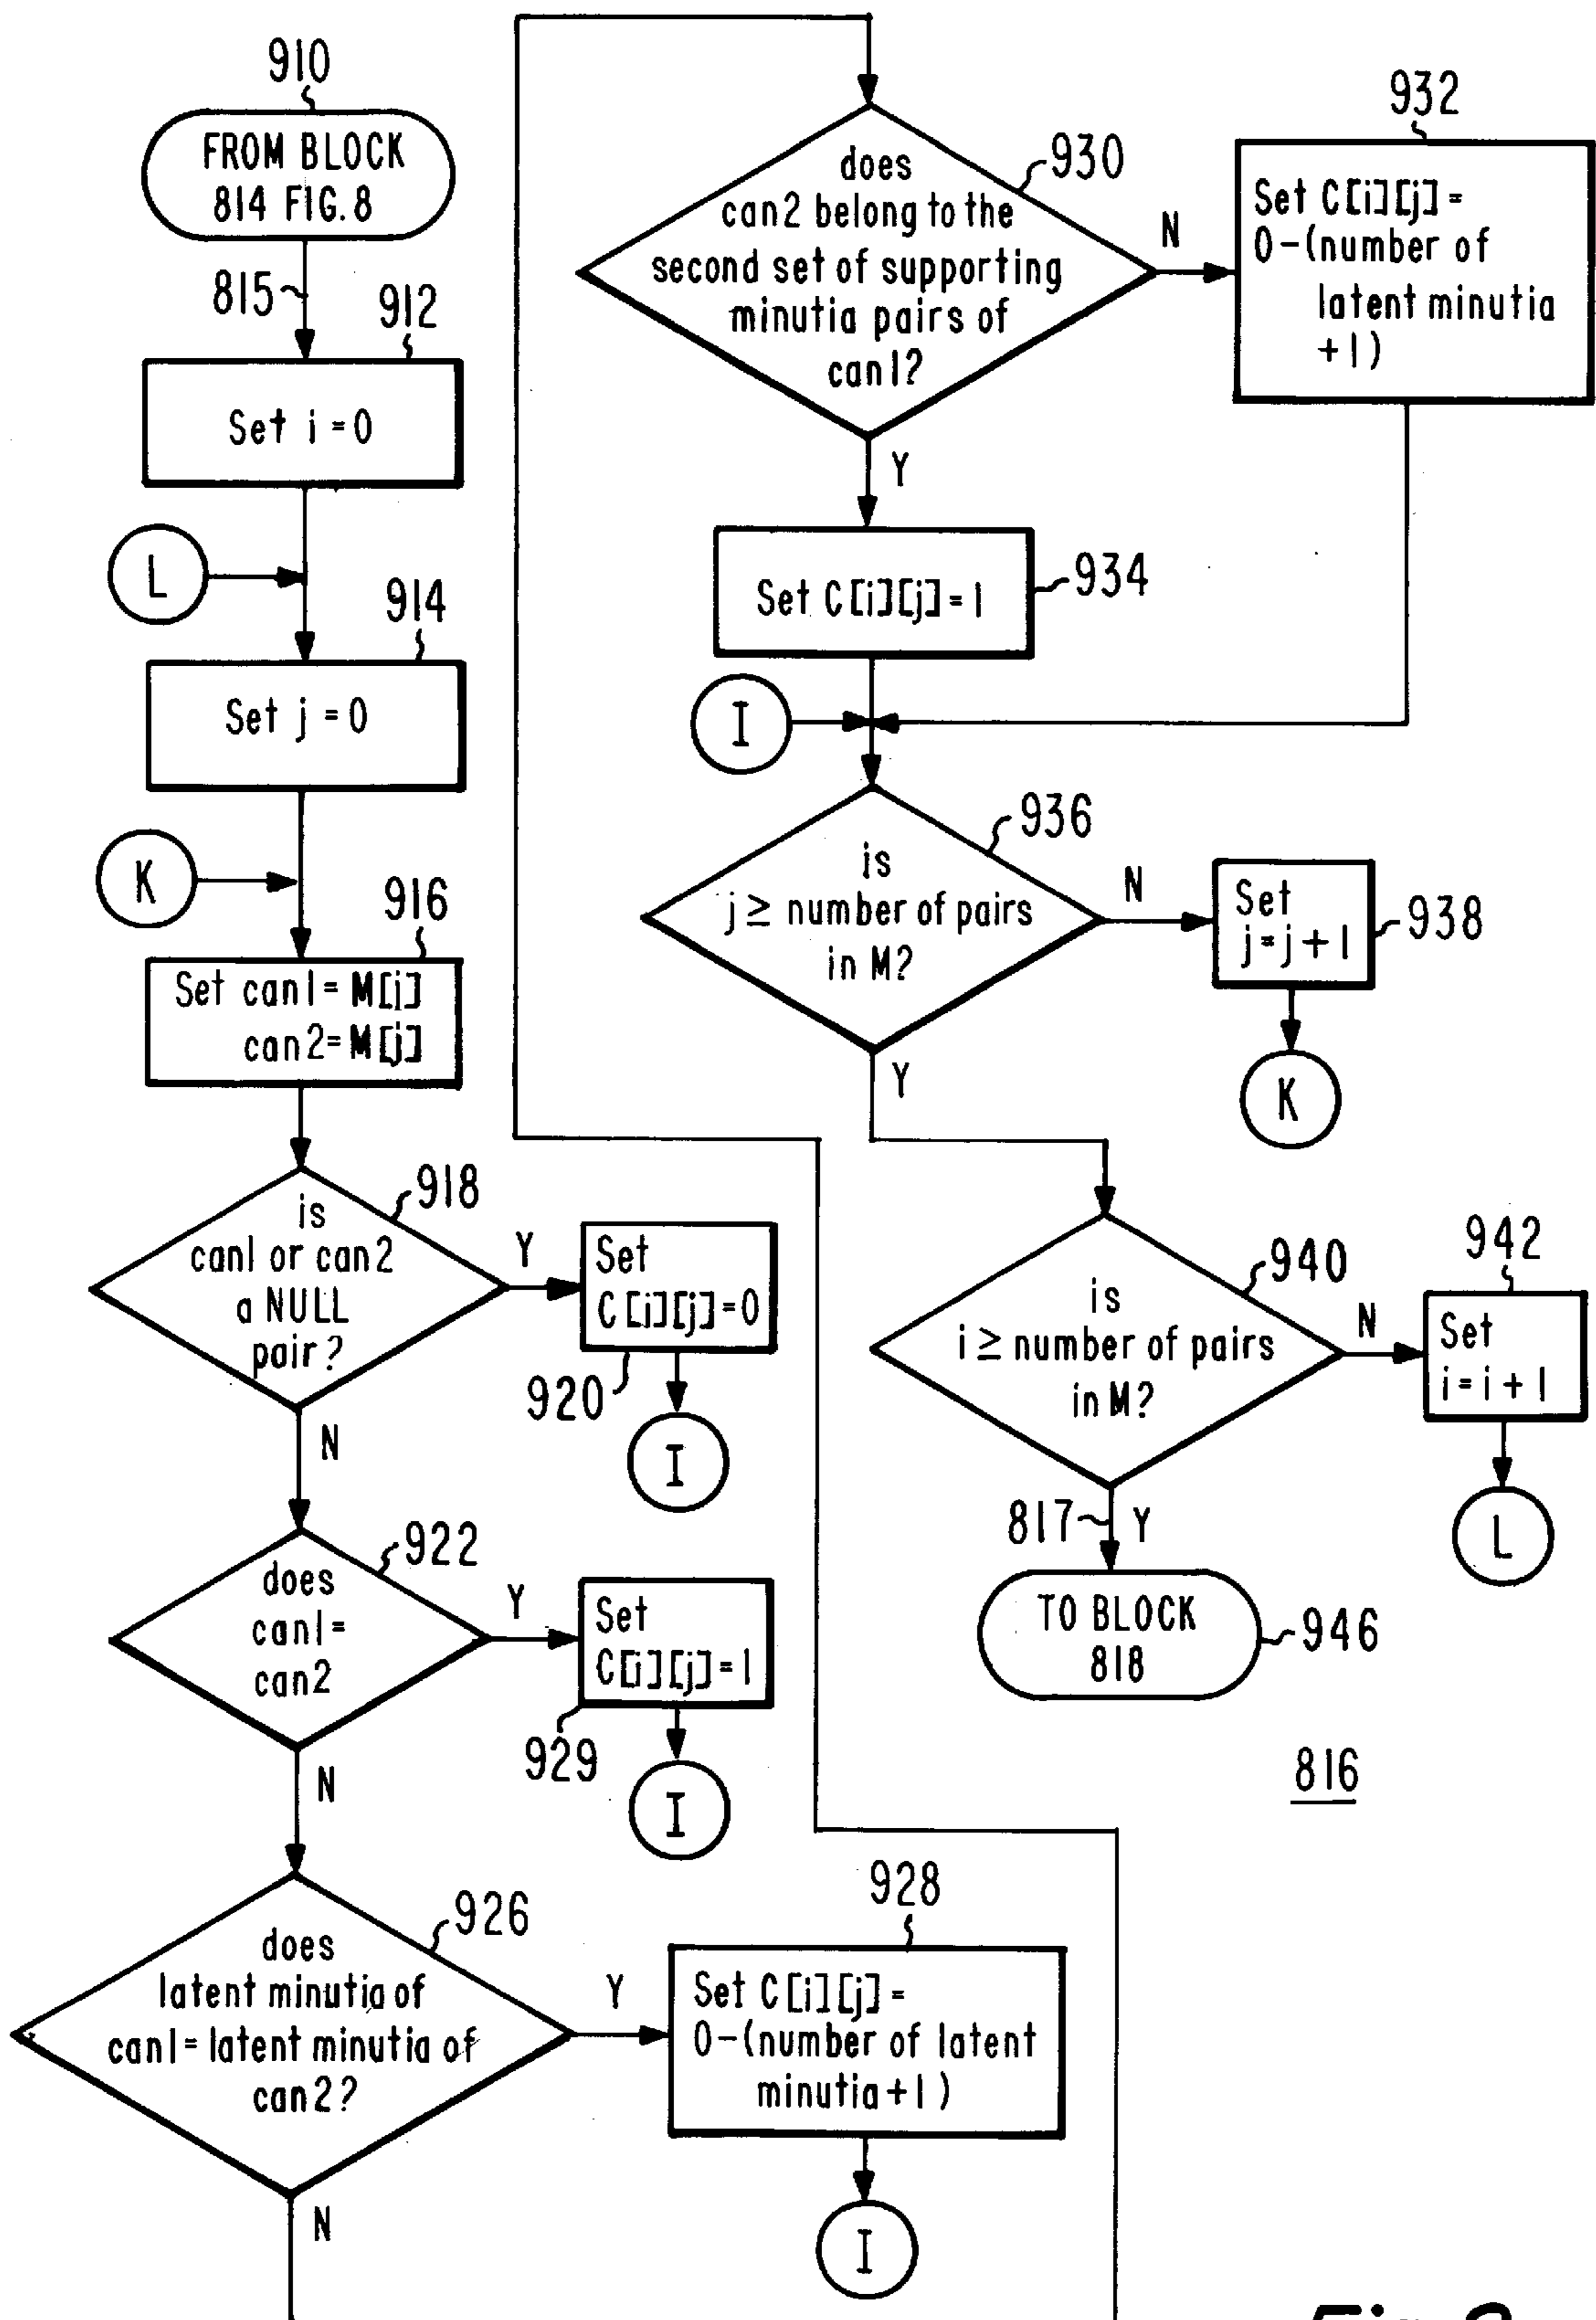 910
FROM BLOCK
814 FIG.8
815
912
Set i = 0
L
914
Set j = 0
K
916
Set can1= M[j]
can2= M[j]
918
is
can1 or can2
a NULL
pair?
Y
Set
C[j][j]=0
920
I
N
922
does
can1=
can2
Y
Set
C[j][j]=1
929
I
N
926
does
latent minutia of
can1= latent minutia of
can2?
Y
928
Set C[i][j]=
0-(number of latent
minutia+1)
I
N
930
does
can2 belong to the
second set of supporting
minutia pairs of
can1?
N
932
Set C[i][j]=
0-(number of
latent minutia
+1)
Y
934
Set C[i][j]=1
I
936
is
j ≥ number of pairs
in M?
N
Set
j=j+1
938
K
Y
940
is
i ≥ number of pairs
in M?
N
942
Set
i=i+1
L
817
Y
TO BLOCK
818
946
816